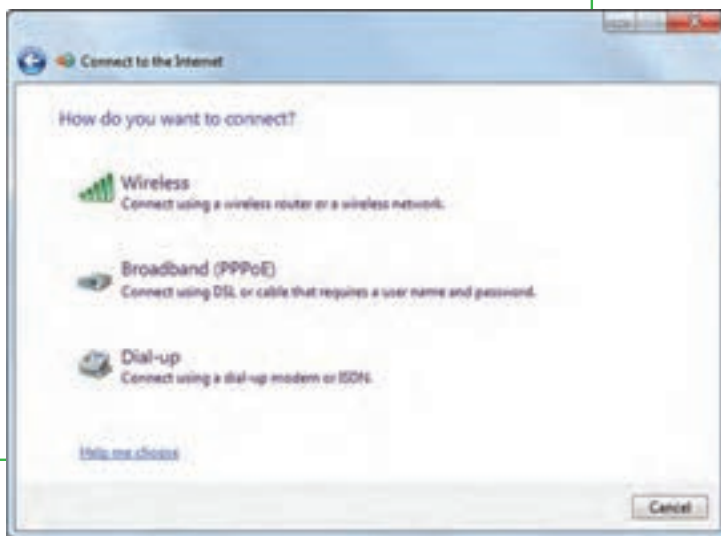 Connect to the Internet
How do you want to connect?
Wireless
Connect using a wireless router or a wireless network.
Broadband (PPPoE)
Connect using DSL or cable that requires a user name and password.
Dial-up
Connect using a dial-up modem or ISDN.
Help me choose
Cancel